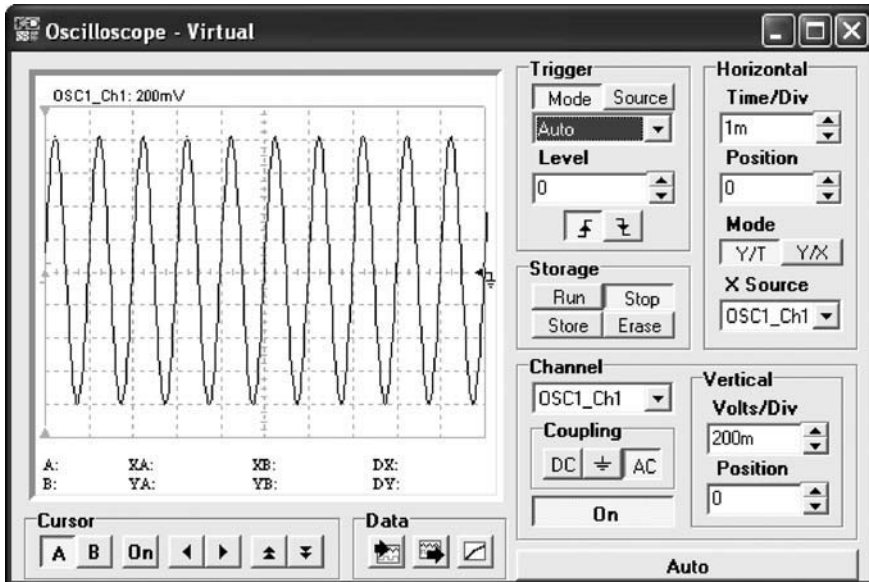 Oscilloscope - Virtual
OSC1_Ch1: 200mV
A: XA: XB: DX:
B: YA: YB: DY:
Cursor
A B On
Data
Trigger
Mode Source
Auto
Level
0
Storage
Run Stop
Store Erase
Horizontal
Time/Div
1m
Position
0
Mode
Y/T Y/X
X Source
OSC1_Ch1
Channel
OSC1_Ch1
Coupling
DC AC
On
Vertical
Volts/Div
200m
Position
0
Auto